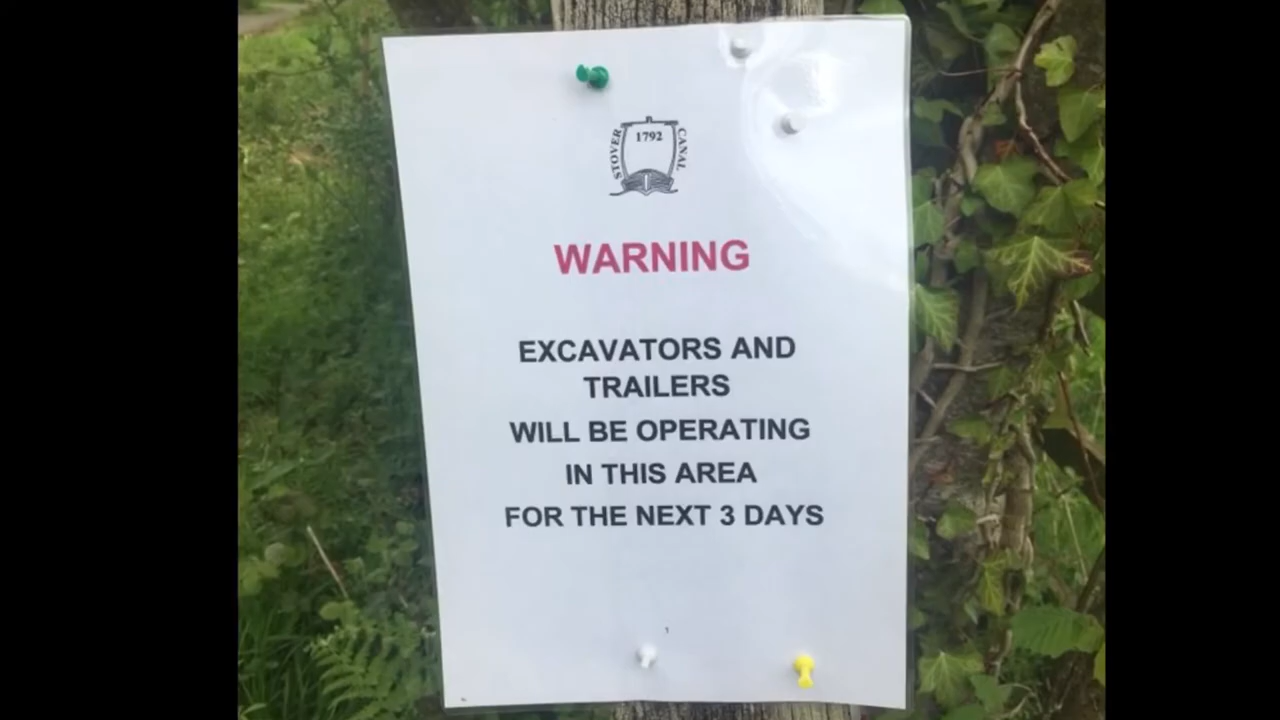 STOVER 1792 CANAL
WARNING
EXCAVATORS AND
TRAILERS
WILL BE OPERATING
IN THIS AREA
FOR THE NEXT 3 DAYS